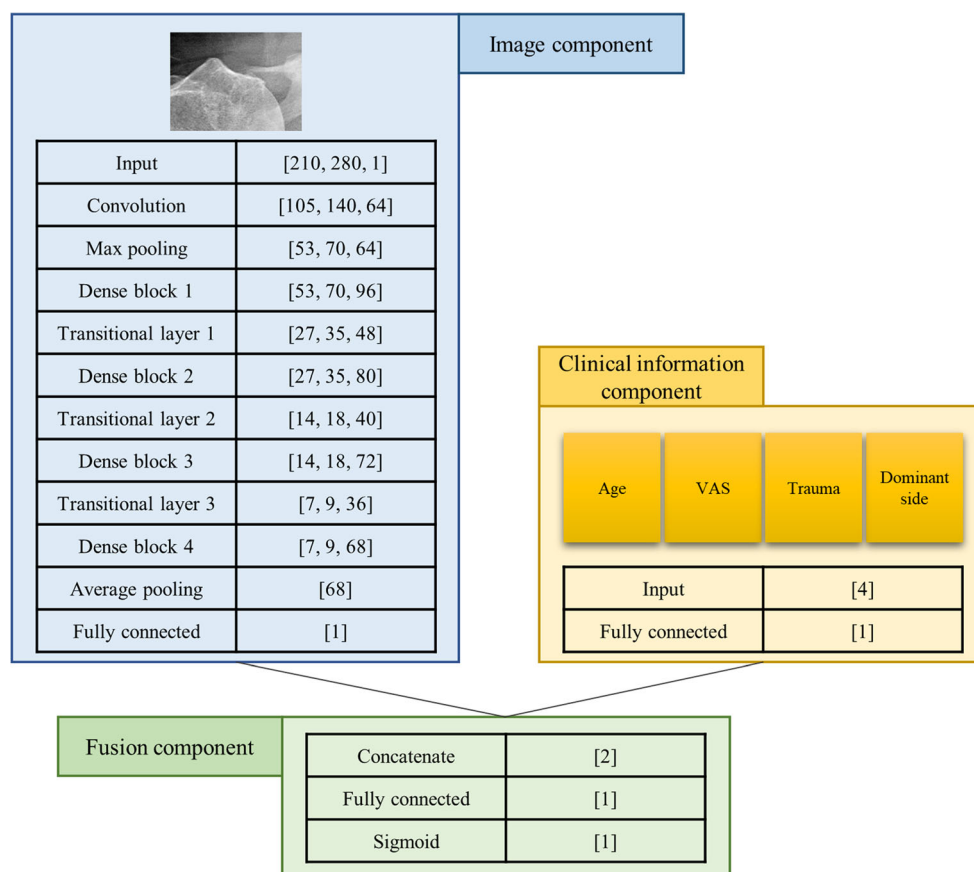 Image component
Input [210, 280, 1]
Convolution [105, 140, 64]
Max pooling [53, 70, 64]
Dense block 1 [53, 70, 96]
Transitional layer 1 [27, 35, 48]
Dense block 2 [27, 35, 80]
Transitional layer 2 [14, 18, 40]
Dense block 3 [14, 18, 72]
Transitional layer 3 [7, 9, 36]
Dense block 4 [7, 9, 68]
Average pooling [68]
Fully connected [1]
Clinical information
component
Age
VAS
Trauma
Dominant
side
Input [4]
Fully connected [1]
Fusion component
Concatenate [2]
Fully connected [1]
Sigmoid [1]